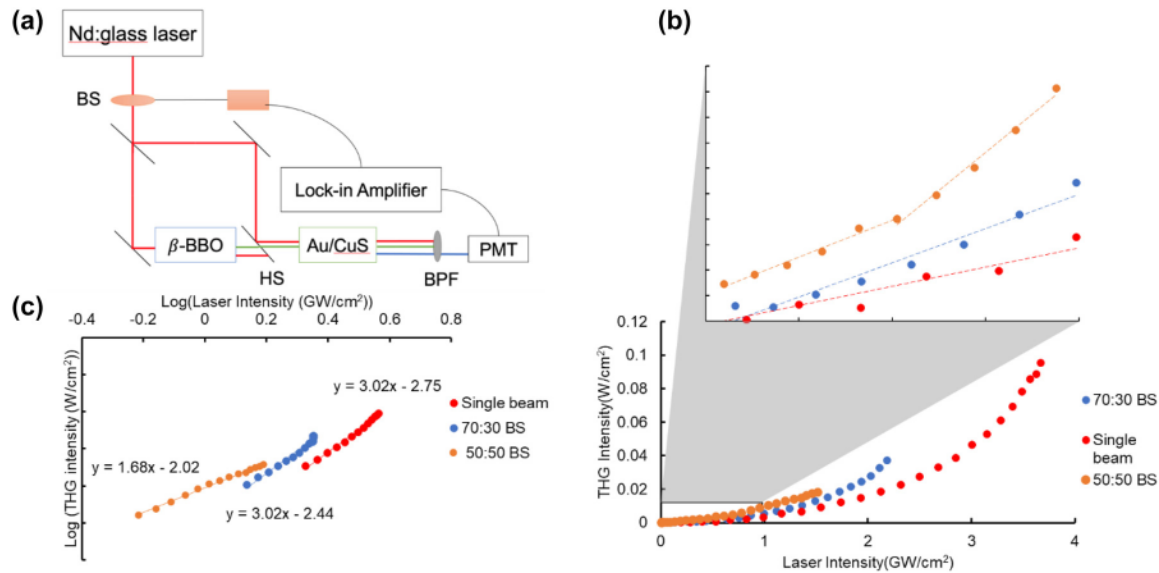 (a)
Nd:glass laser
BS
Lock-in Amplifier
β-BBO
Au/CuS
PMT
HS
BPF
(b)
0.12
0.1
0.08
0.06
0.04
0.02
0
THG Intensity(W/cm²)
0
1
2
3
4
Laser Intensity(GW/cm²)
70:30 BS
Single
beam
50:50 BS
(c)
Log(Laser Intensity (GW/cm²))
-0.4
-0.2
0
0.2
0.4
0.6
0.8
Log (THG intensity (W/cm²))
y = 3.02x - 2.75
y = 1.68x - 2.02
y = 3.02x - 2.44
Single beam
70:30 BS
50:50 BS